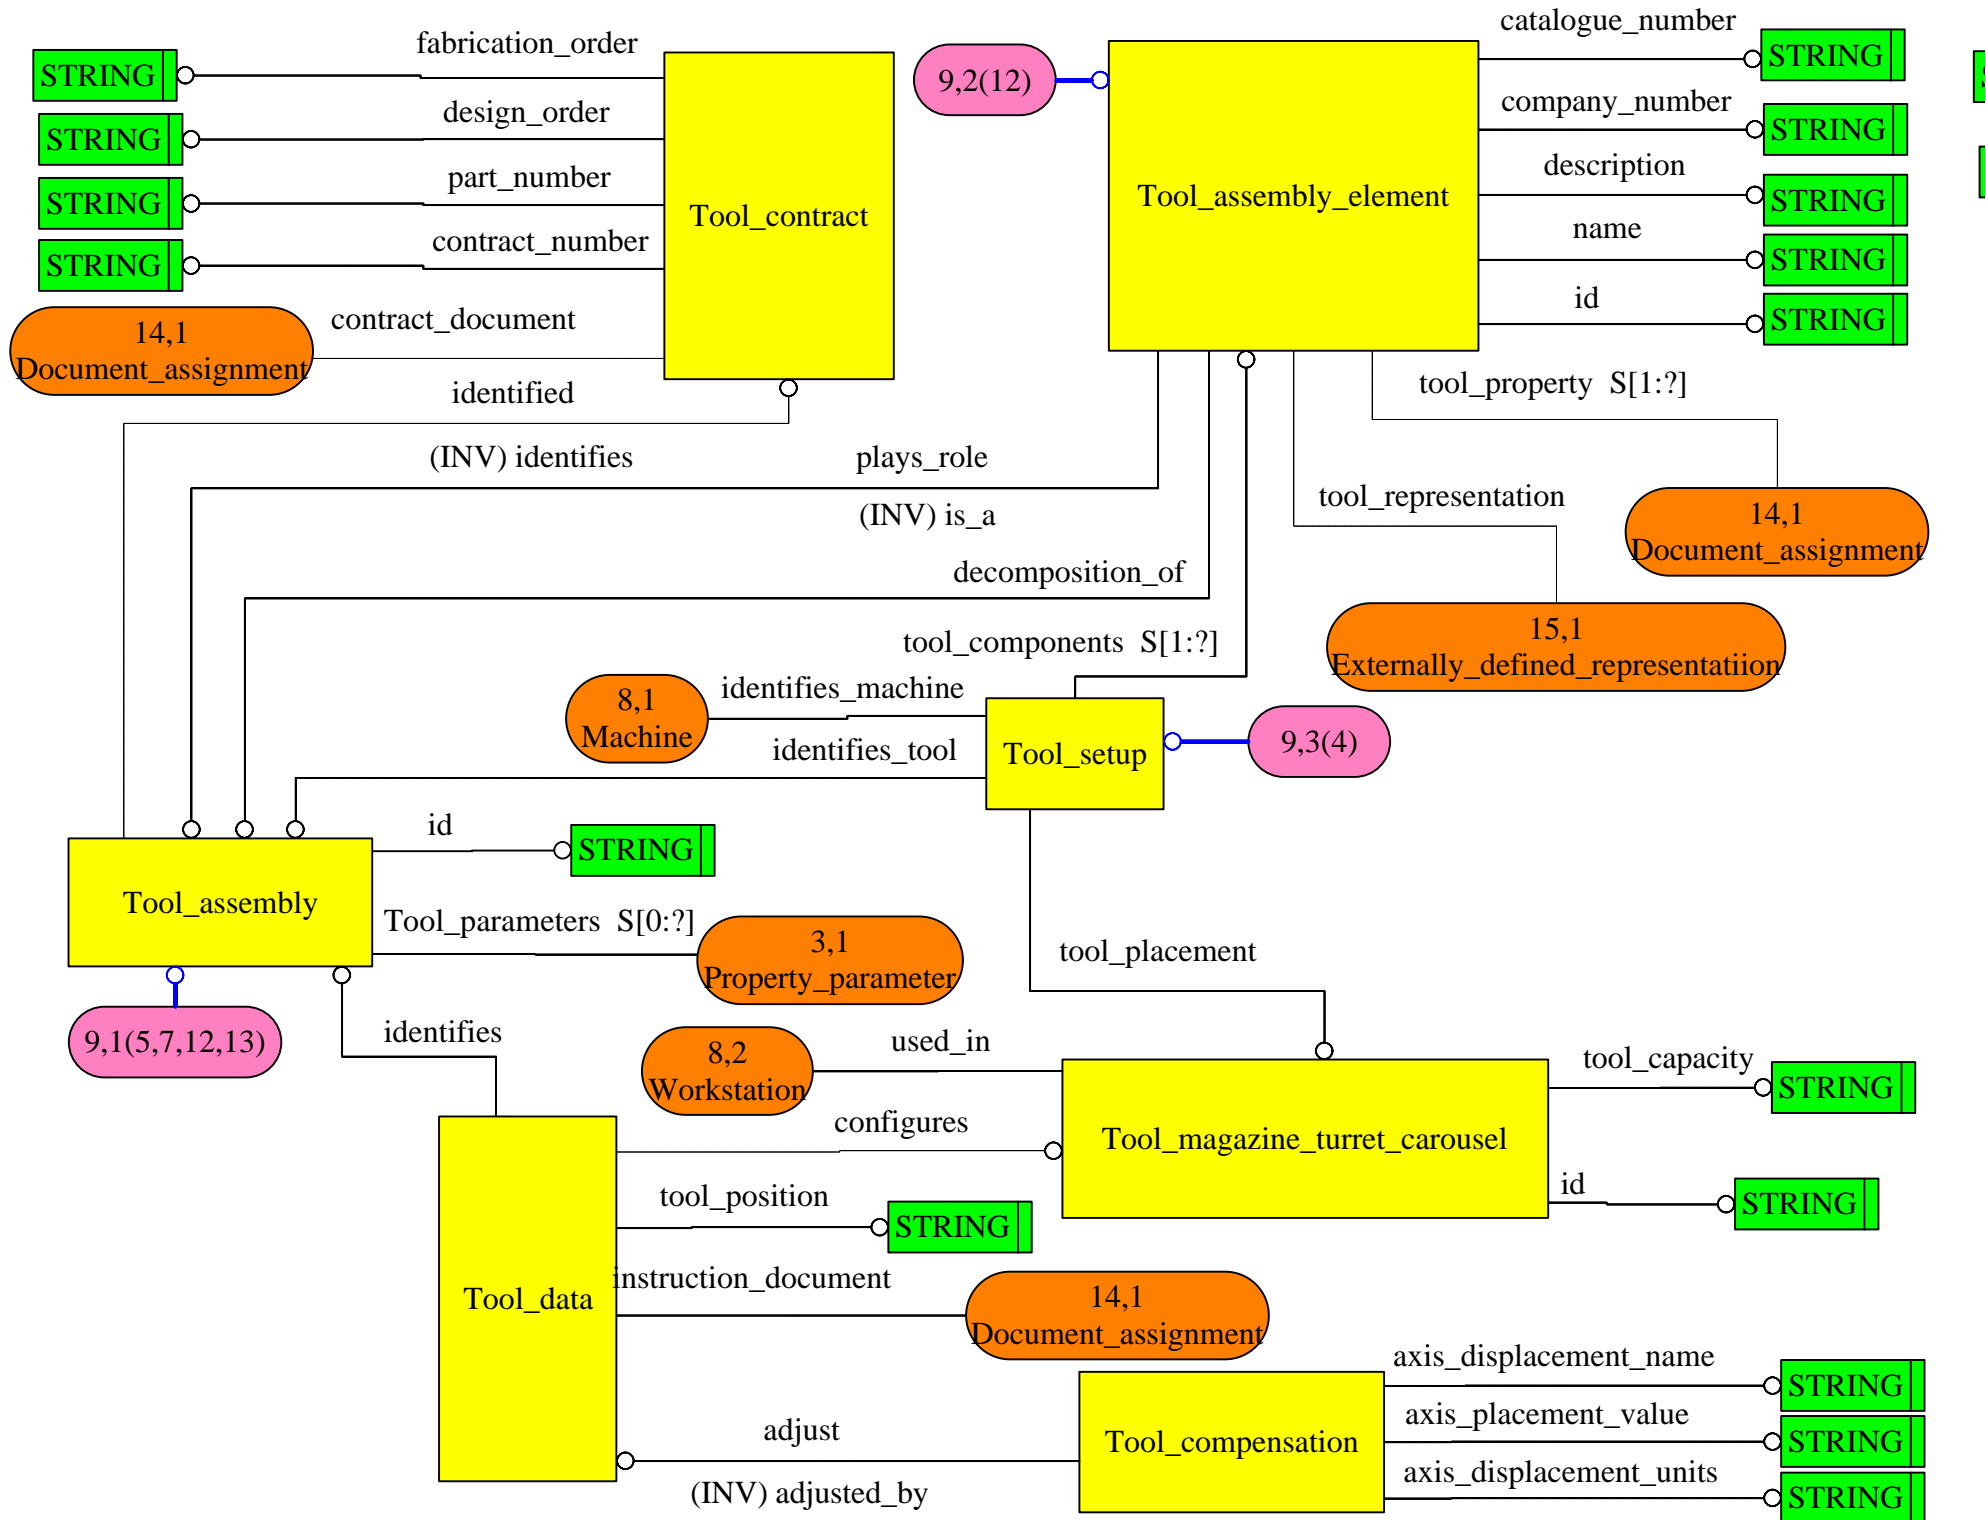 fabrication_order
STRING
design_order
STRING
part_number
STRING
contract_number
STRING
Tool_contract
contract_document
14,1
Document_assignment
identified
(INV) identifies
9,2(12)
Tool_assembly_element
catalogue_number
STRING
company_number
STRING
description
STRING
name
STRING
id
STRING
tool_property S[1:?]
14,1
Document_assignment
tool_representation
15,1
Externally_defined_representatiion
plays_role
(INV) is_a
decomposition_of
tool_components S[1:?]
identifies_machine
8,1
Machine
identifies_tool
Tool_setup
9,3(4)
id
STRING
Tool_assembly
Tool_parameters S[0:?]
3,1
Property_parameter
9,1(5,7,12,13)
identifies
tool_placement
used_in
8,2
Workstation
configures
Tool_magazine_turret_carousel
tool_capacity
STRING
id
STRING
tool_position
STRING
Tool_data
instruction_document
14,1
Document_assignment
adjust
(INV) adjusted_by
Tool_compensation
axis_displacement_name
STRING
axis_placement_value
STRING
axis_displacement_units
STRING